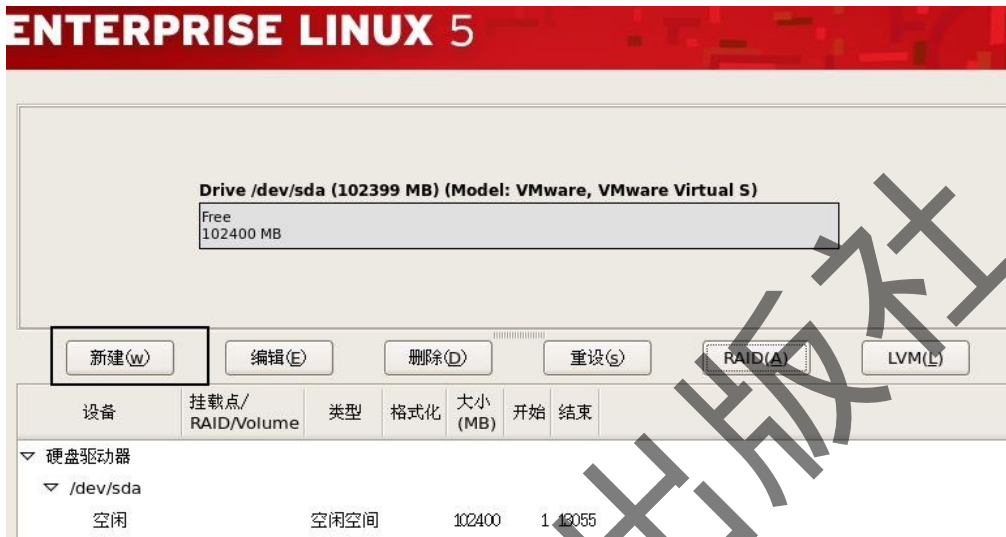 ENTERPRISE LINUX 5
Drive /dev/sda (102399 MB) (Model: VMware, VMware Virtual S)
Free
102400 MB
新建(w) 编辑(E) 删除(D) 重设(s) RAID(A) LVM(L)
设备 挂载点/ RAID/Volume 类型 格式化 大小 (MB) 开始 结束
硬盘驱动器
/dev/sda
空闲 空闲空间 102400 1 13055
出版社